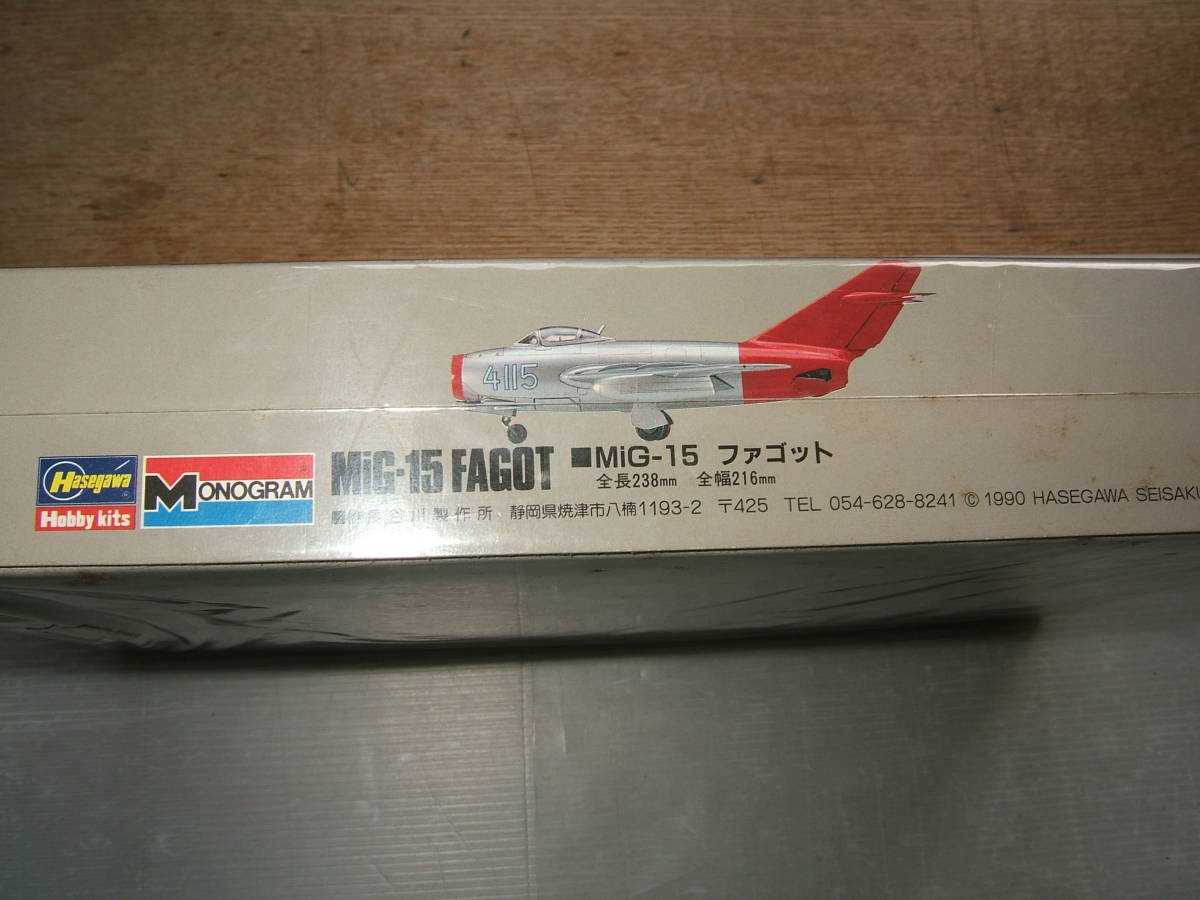 4115
Hasegawa
Hobby kits
MONOGRAM
MiG-15 FAGOT
■MiG-15 ファゴット
全長238mm 全幅216mm
長谷川製作所 静岡県焼津市八楠1193-2 〒425 TEL 054-628-8241 © 1990 HASEGAWA SEISAKU